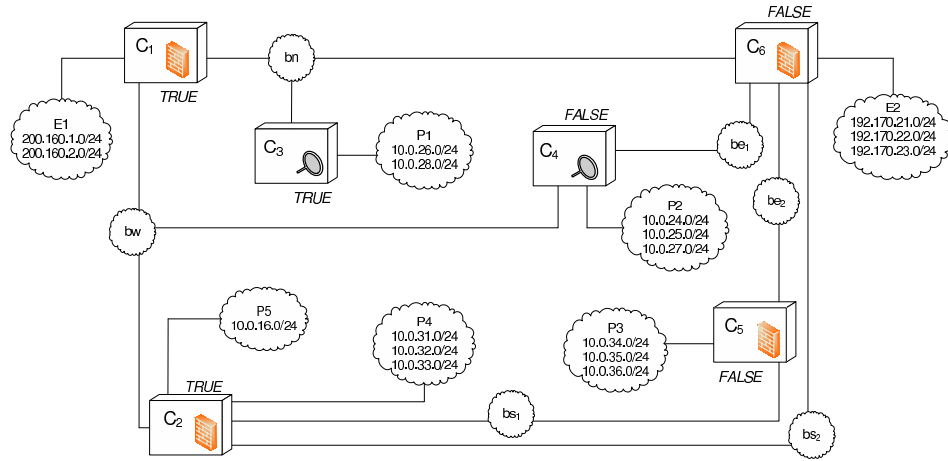 FALSE
C1
bn
C6
TRUE
E1
200.160.1.0/24
200.160.2.0/24
E2
192.170.21.0/24
192.170.22.0/24
192.170.23.0/24
FALSE
C3
P1
10.0.26.0/24
10.0.28.0/24
C4
be1
TRUE
be2
P2
10.0.24.0/24
10.0.25.0/24
10.0.27.0/24
bw
P5
10.0.16.0/24
P4
10.0.31.0/24
10.0.32.0/24
10.0.33.0/24
P3
10.0.34.0/24
10.0.35.0/24
10.0.36.0/24
C5
FALSE
TRUE
C2
bs1
bs2